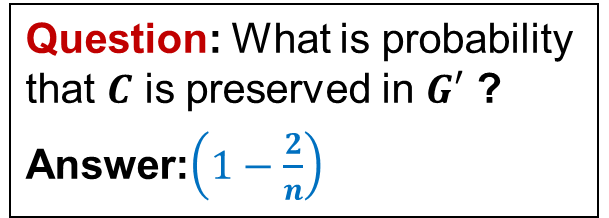 Question: What is probability
that C is preserved in G′ ?
Answer:(1 − 2/n)